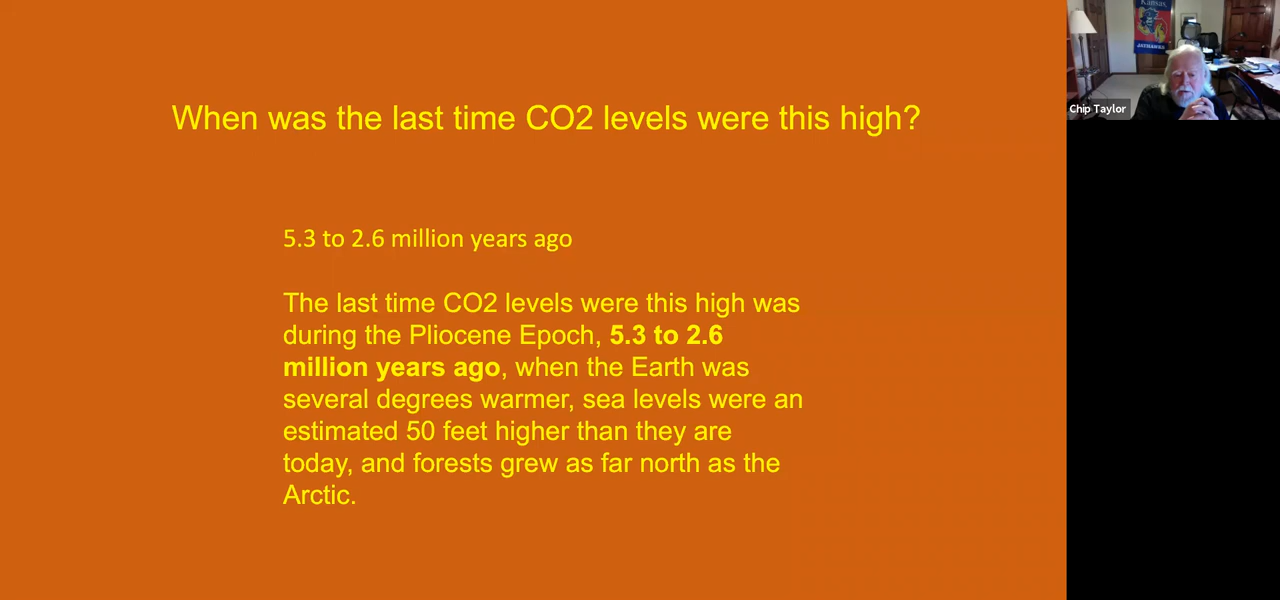 When was the last time CO2 levels were this high?
5.3 to 2.6 million years ago
The last time CO2 levels were this high was
during the Pliocene Epoch, 5.3 to 2.6
million years ago, when the Earth was
several degrees warmer, sea levels were an
estimated 50 feet higher than they are
today, and forests grew as far north as the
Arctic.
Kansas
JAYHAWKS
Chip Taylor